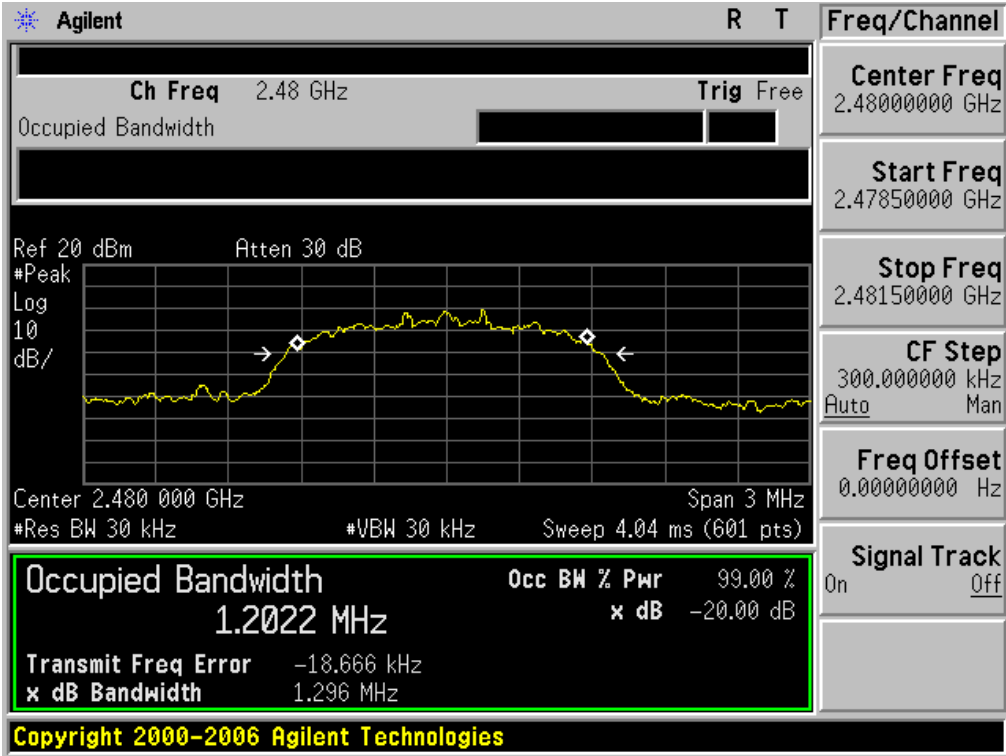 Agilent R T Freq/Channel
Ch Freq 2.48 GHz Trig Free
Occupied Bandwidth
Center Freq
2.48000000 GHz
Start Freq
2.47850000 GHz
Stop Freq
2.48150000 GHz
CF Step
300.000000 kHz
Auto Man
Freq Offset
0.00000000 Hz
Signal Track
On Off
Ref 20 dBm Atten 30 dB
#Peak
Log
10
dB/
Center 2.480 000 GHz Span 3 MHz
#Res BW 30 kHz #VBW 30 kHz Sweep 4.04 ms (601 pts)
Occupied Bandwidth Occ BW % Pwr 99.00 %
1.2022 MHz x dB -20.00 dB
Transmit Freq Error -18.666 kHz
x dB Bandwidth 1.296 MHz
Copyright 2000-2006 Agilent Technologies